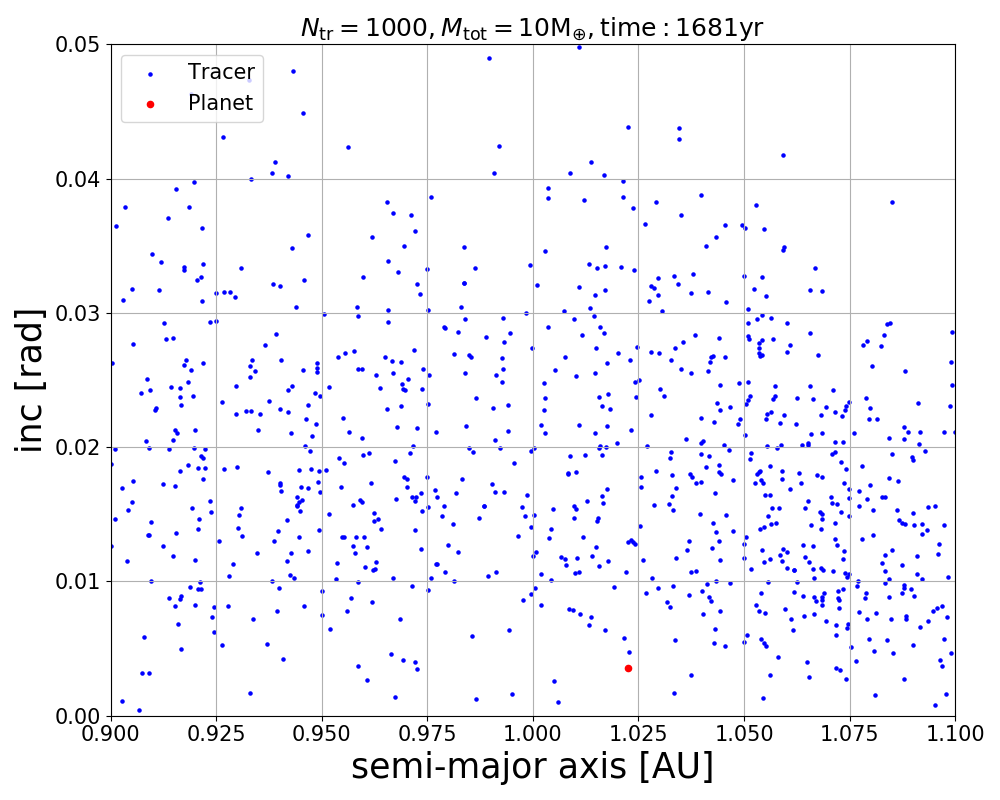 N_tr = 1000, M_tot = 10M_⊕, time : 1681yr
0.05
0.04
0.03
0.02
0.01
0.00
inc [rad]
Tracer
Planet
0.900 0.925 0.950 0.975 1.000 1.025 1.050 1.075 1.100
semi-major axis [AU]